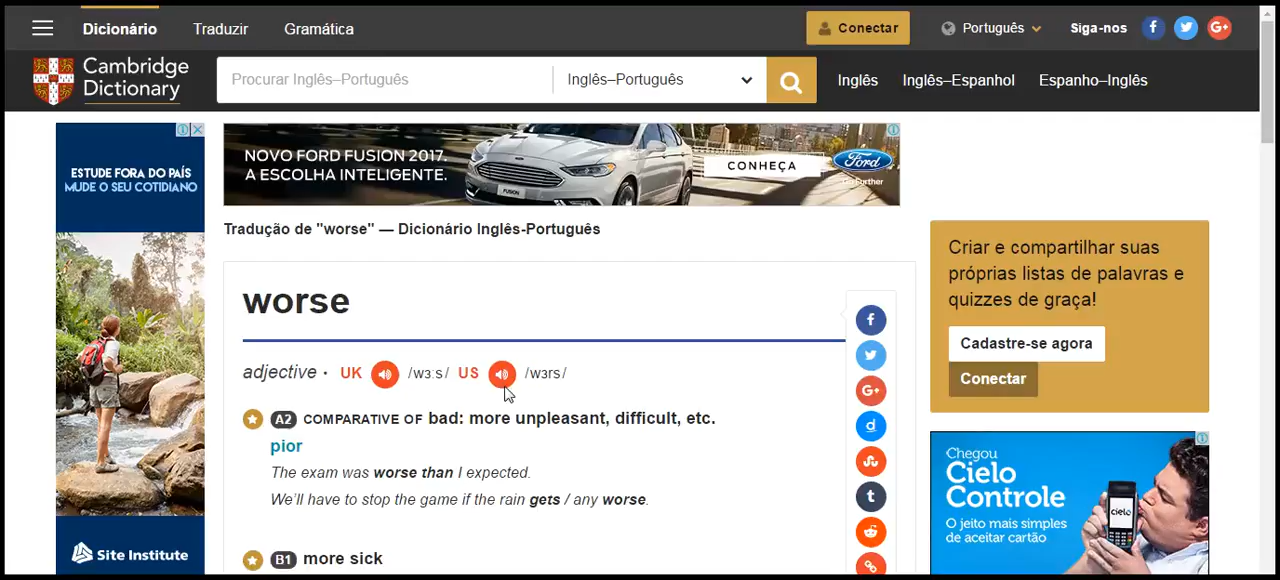 Dicionário Traduzir Gramática Conectar Português Siga-nos
Cambridge Dictionary
Procurar Inglês–Português Inglês–Português Inglês Inglês–Espanhol Espanho–Inglês
ESTUDE FORA DO PAÍS
MUDE O SEU COTIDIANO
Site Institute
NOVO FORD FUSION 2017.
A ESCOLHA INTELIGENTE.
FUSION
CONHEÇA
Ford
Go Further
Tradução de "worse" — Dicionário Inglês-Português
worse
adjective · UK /wɜːs/ US /wɜrs/
A2 COMPARATIVE OF bad: more unpleasant, difficult, etc.
pior
The exam was worse than I expected.
We'll have to stop the game if the rain gets / any worse.
B1 more sick
Criar e compartilhar suas
próprias listas de palavras e
quizzes de graça!
Cadastre-se agora
Conectar
Chegou
Cielo
Controle
O jeito mais simples
de aceitar cartão
cielo